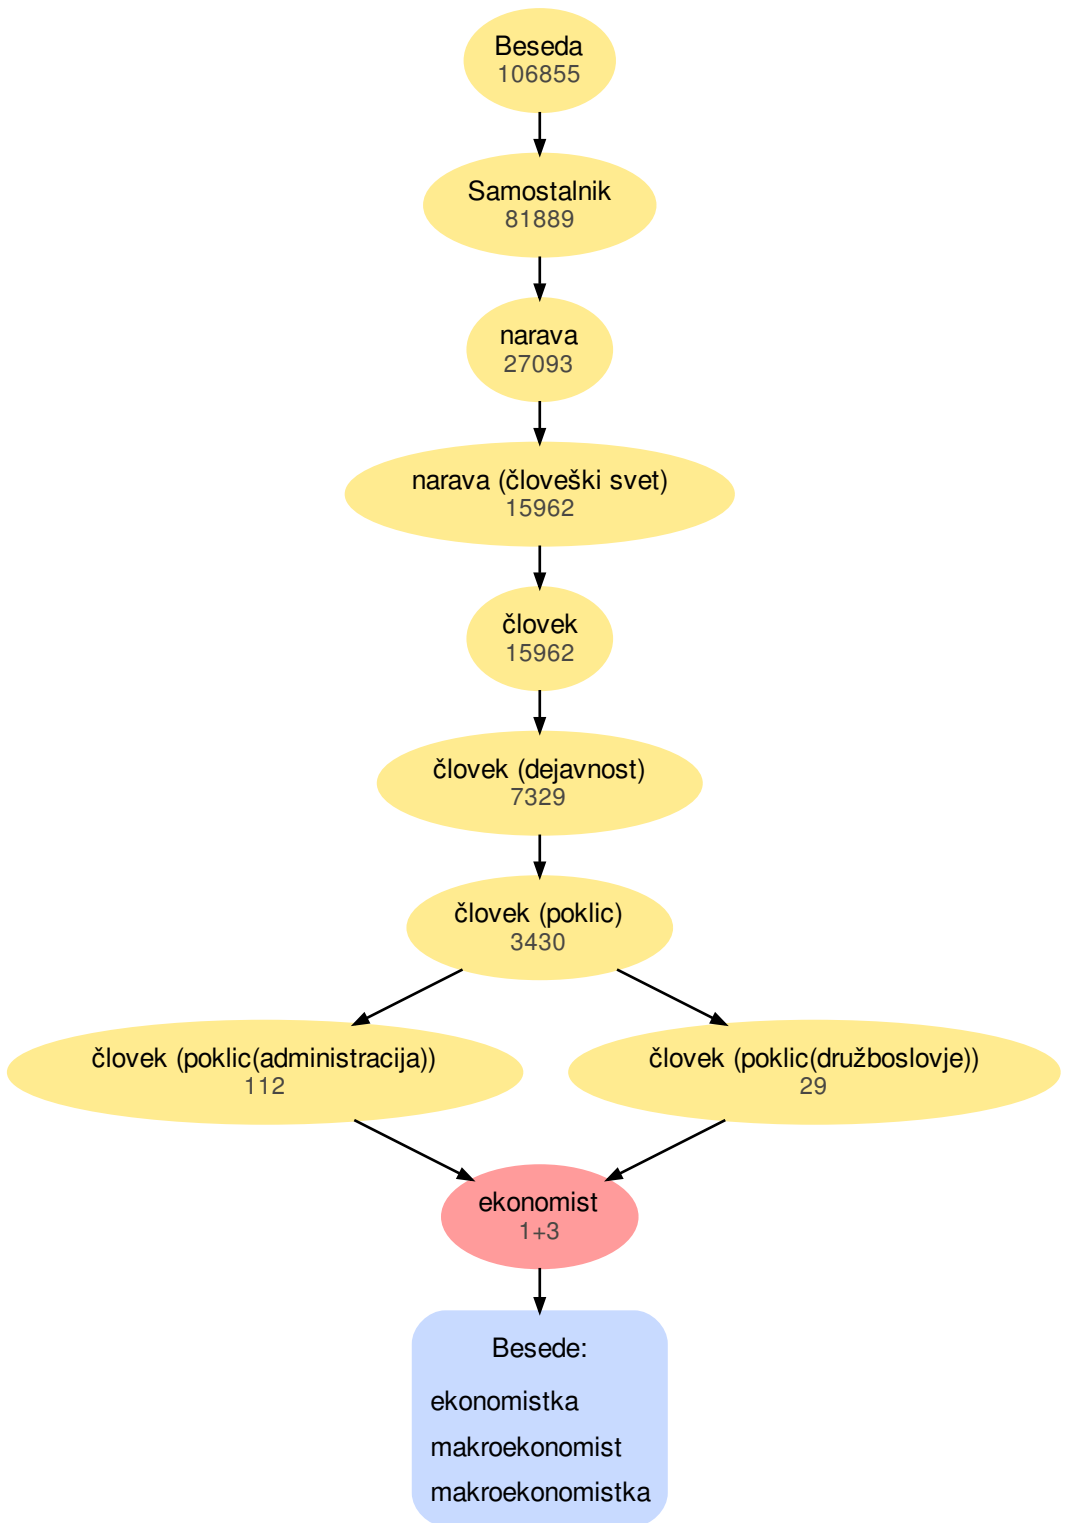 Beseda
106855
Samostalnik
81889
narava
27093
narava (človeški svet)
15962
človek
15962
človek (dejavnost)
7329
človek (poklic)
3430
človek (poklic(administracija))
112
človek (poklic(družboslovje))
29
ekonomist
1+3
Besede:
ekonomistka
makroekonomist
makroekonomistka